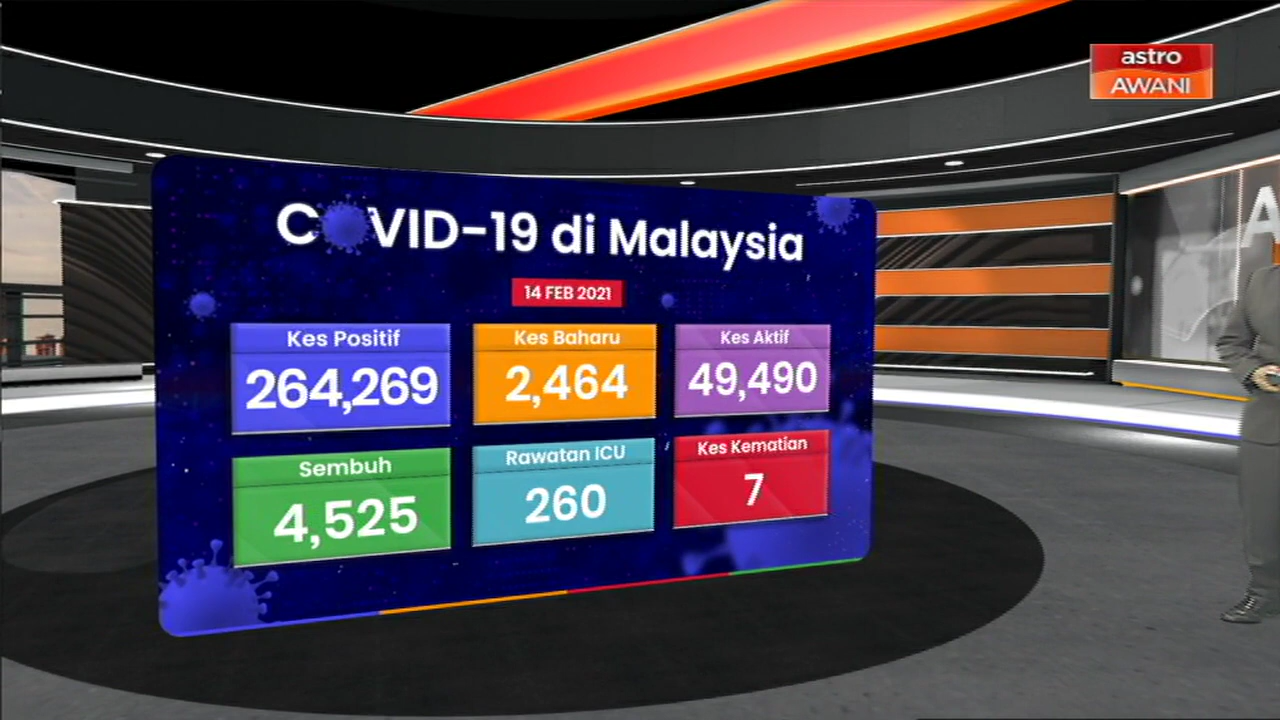 astro
AWANI
COVID-19 di Malaysia
14 FEB 2021
Kes Positif
264,269
Kes Baharu
2,464
Kes Aktif
49,490
Sembuh
4,525
Rawatan ICU
260
Kes Kematian
7
A